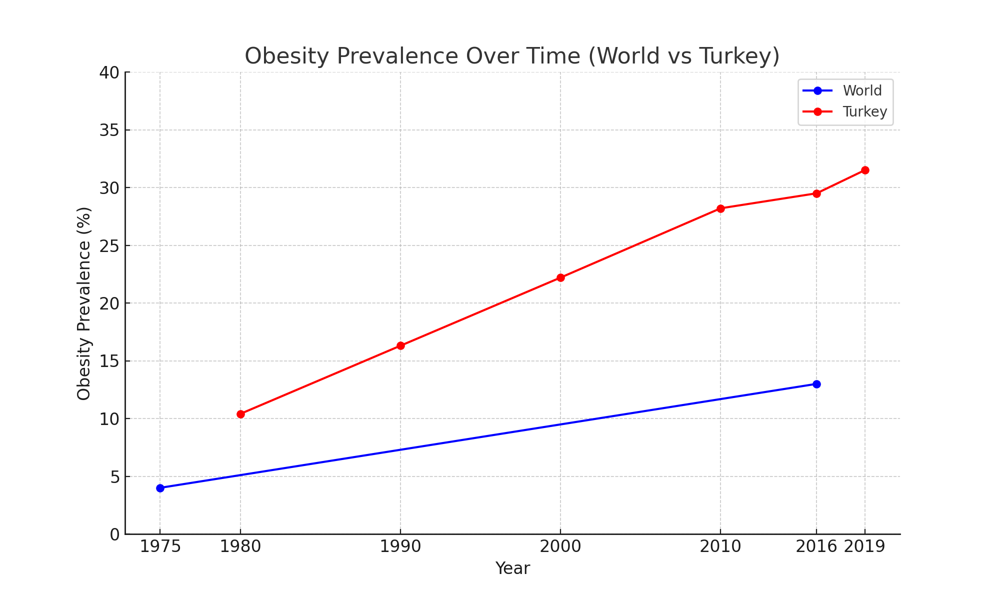 Obesity Prevalence Over Time (World vs Turkey)
World
Turkey
Obesity Prevalence (%)
40
35
30
25
20
15
10
5
0
1975 1980 1990 2000 2010 2016 2019
Year